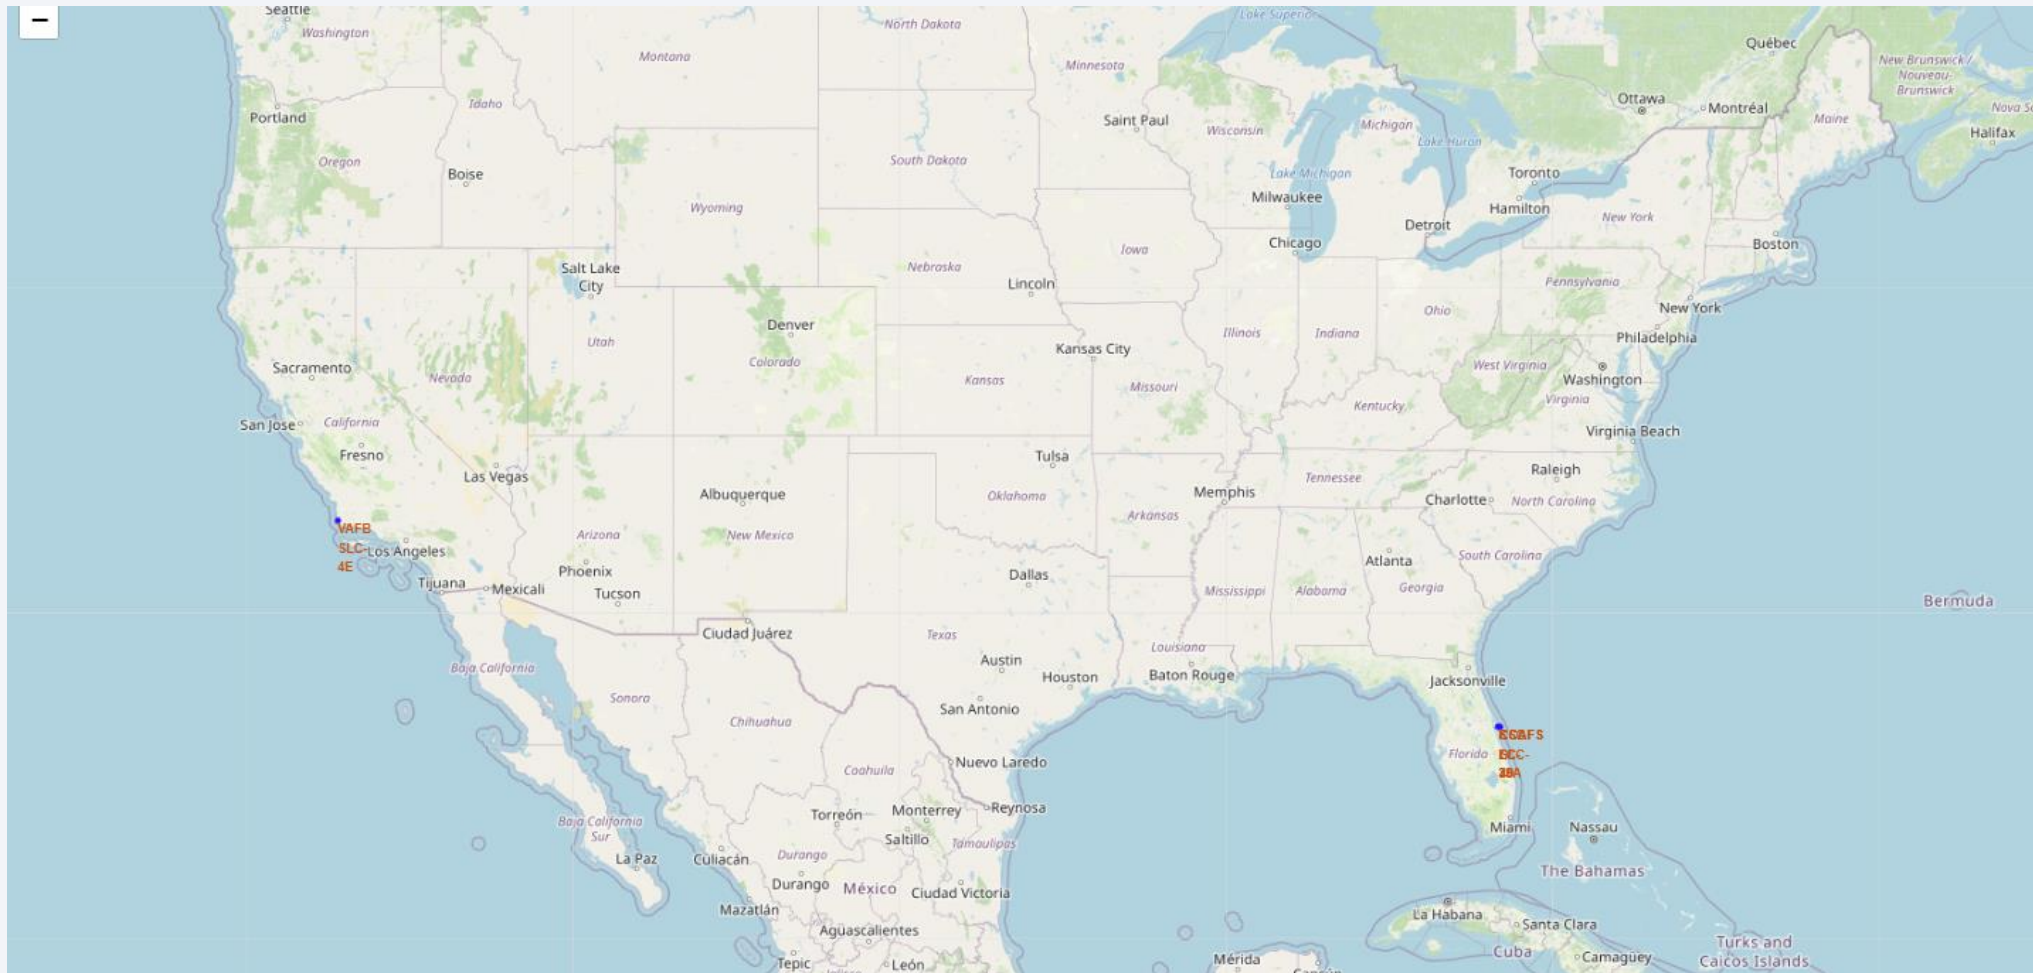 −
Seattle
Washington
North Dakota
Lake Superior
Montana
Minnesota
Québec
New Brunswick /
Nouveau-
Brunswick
Ottawa
Montréal
Idaho
Portland
Saint Paul
Wisconsin
Michigan
Lake Huron
Maine
Halifax
Oregon
Boise
South Dakota
Lake Michigan
Toronto
Milwaukee
Hamilton
Wyoming
Detroit
New York
Chicago
Iowa
Boston
Salt Lake
City
Nebraska
Lincoln
Pennsylvania
New York
Ohio
Denver
Illinois
Indiana
Philadelphia
Utah
Kansas City
Colorado
Sacramento
Nevada
Kansas
Missouri
West Virginia
Washington
Virginia
Kentucky
San Jose
California
Virginia Beach
Fresno
Tulsa
Las Vegas
Raleigh
Tennessee
Albuquerque
Oklahoma
Memphis
Charlotte
North Carolina
Arkansas
VAFB
SLC-
4E
Los Angeles
Arizona
New Mexico
South Carolina
Atlanta
Phoenix
Dallas
Tijuana
Mexicali
Tucson
Mississippi
Alabama
Georgia
Bermuda
Ciudad Juárez
Texas
Louisiana
Baja California
Austin
Houston
Baton Rouge
Jacksonville
Sonora
San Antonio
Chihuahua
Florida
Nuevo Laredo
Coahuila
Torreón
Monterrey
Reynosa
Baja California
Sur
Saltillo
Tamaulipas
Miami
Nassau
La Paz
Culiacán
Durango
The Bahamas
Durango
México
Ciudad Victoria
Mazatlán
La Habana
Santa Clara
Aguascalientes
Cuba
Turks and
Caicos Islands
Camagüey
Tepic
León
Mérida